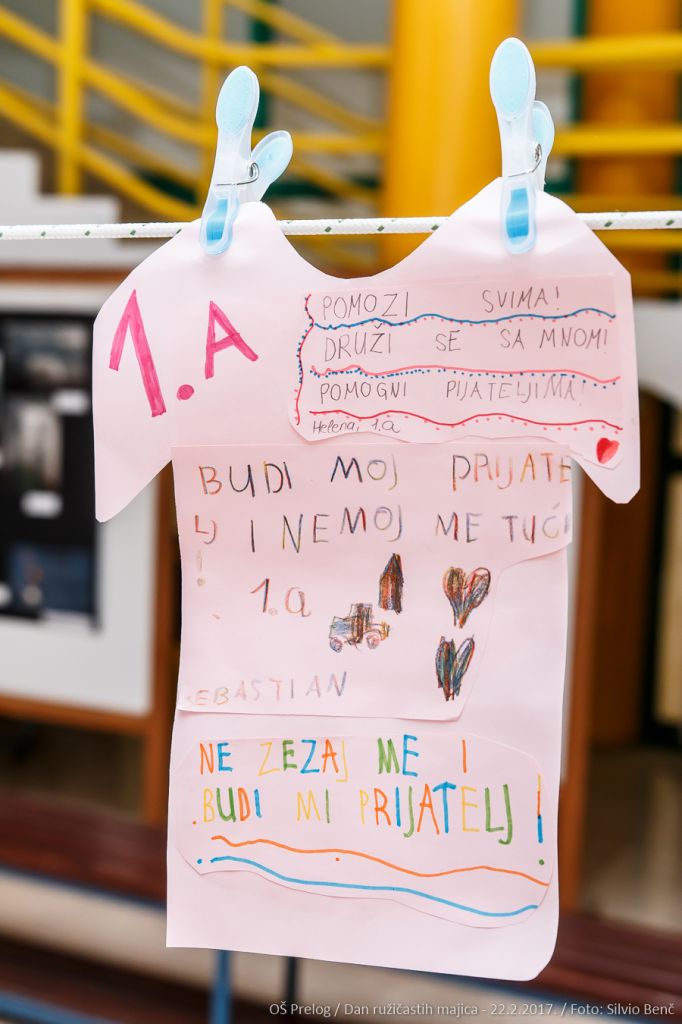 1.A
POMOZI SVIMA!
DRUŽI SE SA MNOM!
POMOGNI PIJATELJIMA!
Helena, 1.a
BUDI MOJ PRIJATE
LJ I NEMOJ ME TUĆI
!
1.a
EBASTIAN
NE ZEZAJ ME I
BUDI MI PRIJATELJ!
OŠ Prelog / Dan ružičastih majica - 22.2.2017. / Foto: Silvio Benč